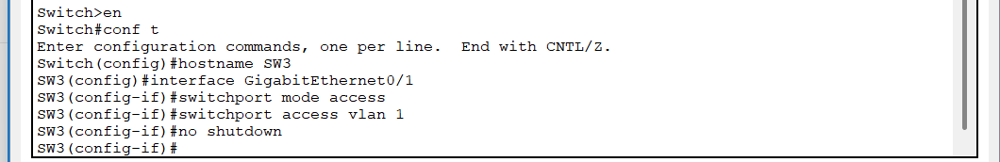 Switch>en
Switch#conf t
Enter configuration commands, one per line.  End with CNTL/Z.
Switch(config)#hostname SW3
SW3(config)#interface GigabitEthernet0/1
SW3(config-if)#switchport mode access
SW3(config-if)#switchport access vlan 1
SW3(config-if)#no shutdown
SW3(config-if)#